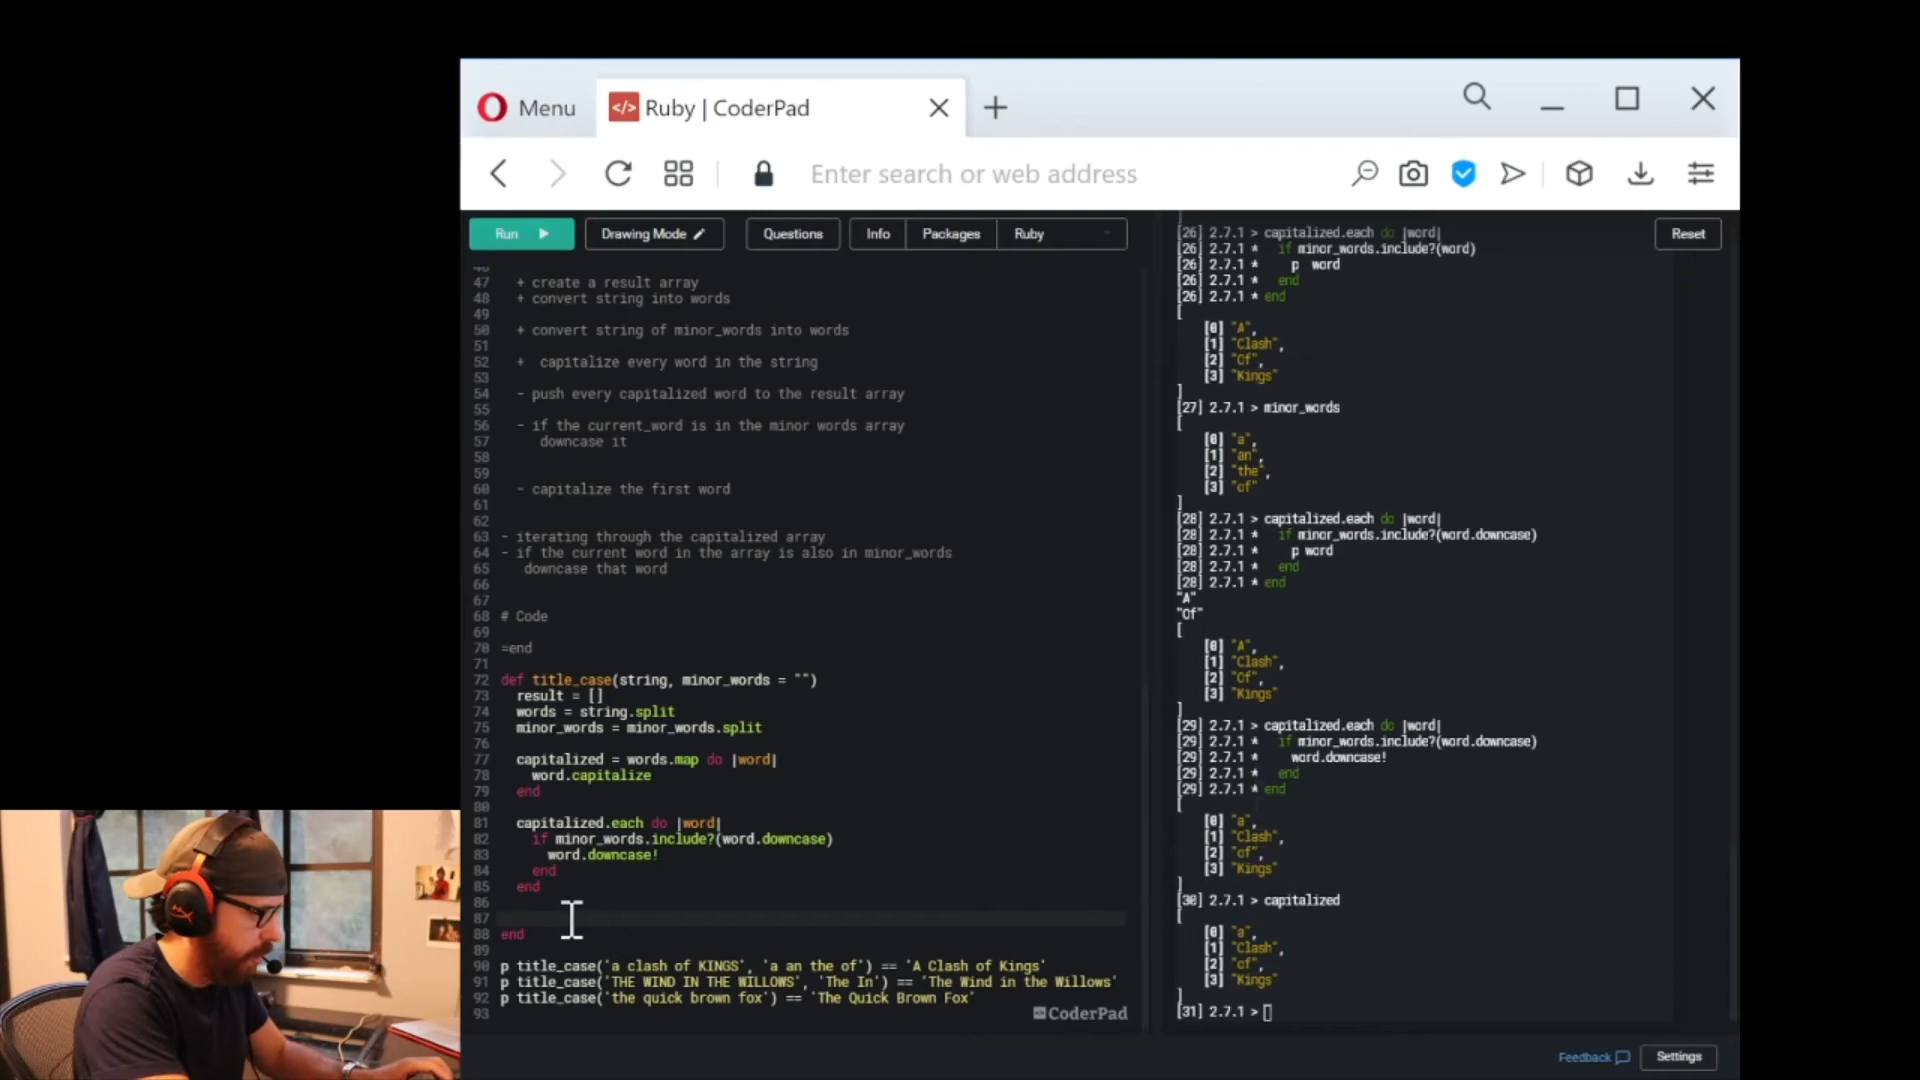 Menu
Ruby | CoderPad
Enter search or web address
Run
Drawing Mode
Questions
Info
Packages
Ruby
Reset
46
47 + create a result array
48 + convert string into words
49
50 + convert string of minor_words into words
51
52 +  capitalize every word in the string
53
54 - push every capitalized word to the result array
55
56 - if the current_word is in the minor words array
57 downcase it
58
59
60 - capitalize the first word
61
62
63 - iterating through the capitalized array
64 - if the current word in the array is also in minor_words
65 downcase that word
66
67
68 # Code
69
70 =end
71
72 def title_case(string, minor_words = "")
73 result = []
74 words = string.split
75 minor_words = minor_words.split
76
77 capitalized = words.map do |word|
78 word.capitalize
79 end
80
81 capitalized.each do |word|
82 if minor_words.include?(word.downcase)
83 word.downcase!
84 end
85 end
86
87
88 end
89
90 p title_case('a clash of KINGS', 'a an the of') == 'A Clash of Kings'
91 p title_case('THE WIND IN THE WILLOWS', 'The In') == 'The Wind in the Willows'
92 p title_case('the quick brown fox') == 'The Quick Brown Fox'
93
CoderPad
]
[26] 2.7.1 > capitalized.each do |word|
[26] 2.7.1 * if minor_words.include?(word)
[26] 2.7.1 * p  word
[26] 2.7.1 * end
[26] 2.7.1 * end
[
[0] "A",
[1] "Clash",
[2] "Of",
[3] "Kings"
]
[27] 2.7.1 > minor_words
[
[0] "a",
[1] "an",
[2] "the",
[3] "of"
]
[28] 2.7.1 > capitalized.each do |word|
[28] 2.7.1 * if minor_words.include?(word.downcase)
[28] 2.7.1 * p word
[28] 2.7.1 * end
[28] 2.7.1 * end
"A"
"Of"
[
[0] "A",
[1] "Clash",
[2] "Of",
[3] "Kings"
]
[29] 2.7.1 > capitalized.each do |word|
[29] 2.7.1 * if minor_words.include?(word.downcase)
[29] 2.7.1 * word.downcase!
[29] 2.7.1 * end
[29] 2.7.1 * end
[
[0] "a",
[1] "Clash",
[2] "of",
[3] "Kings"
]
[30] 2.7.1 > capitalized
[
[0] "a",
[1] "Clash",
[2] "of",
[3] "Kings"
]
[31] 2.7.1 >
Feedback
Settings